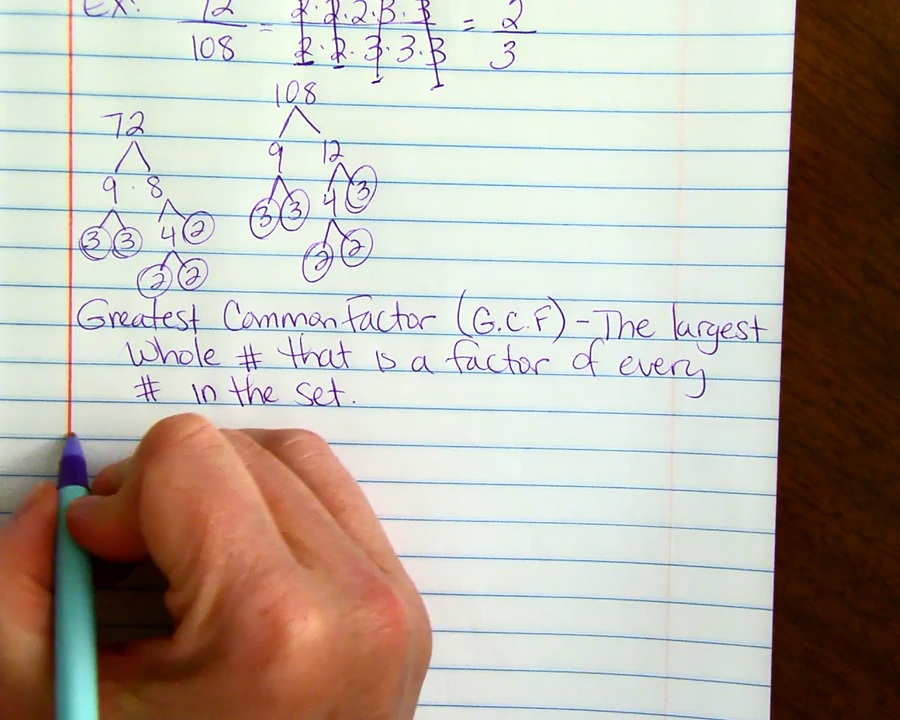 Ex: 72/108 = 2·2·2·3·3/2·2·3·3·3 = 2/3
108
72
9 12
9 · 8
3 3 4 3
3 3 4 2
2 2
2 2
Greatest Common Factor (G.C.F) - The largest
Whole # that is a factor of every
# in the set.